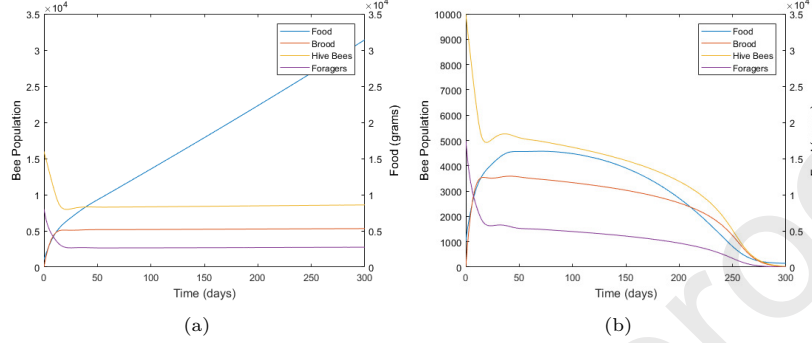 3.5 ×10⁴
3
2.5
2
1.5
1
0.5
0
Bee Population
0 50 100 150 200 250 300
Time (days)
3.5 ×10⁴
3
2.5
2
1.5
1
0.5
0
Food (grams)
Food
Brood
Hive Bees
Foragers
(a)
10000
9000
8000
7000
6000
5000
4000
3000
2000
1000
0
Bee Population
0 50 100 150 200 250 300
Time (days)
3.5 ×10⁴
3
2.5
2
1.5
1
0.5
0
Food
Brood
Hive Bees
Foragers
(b)